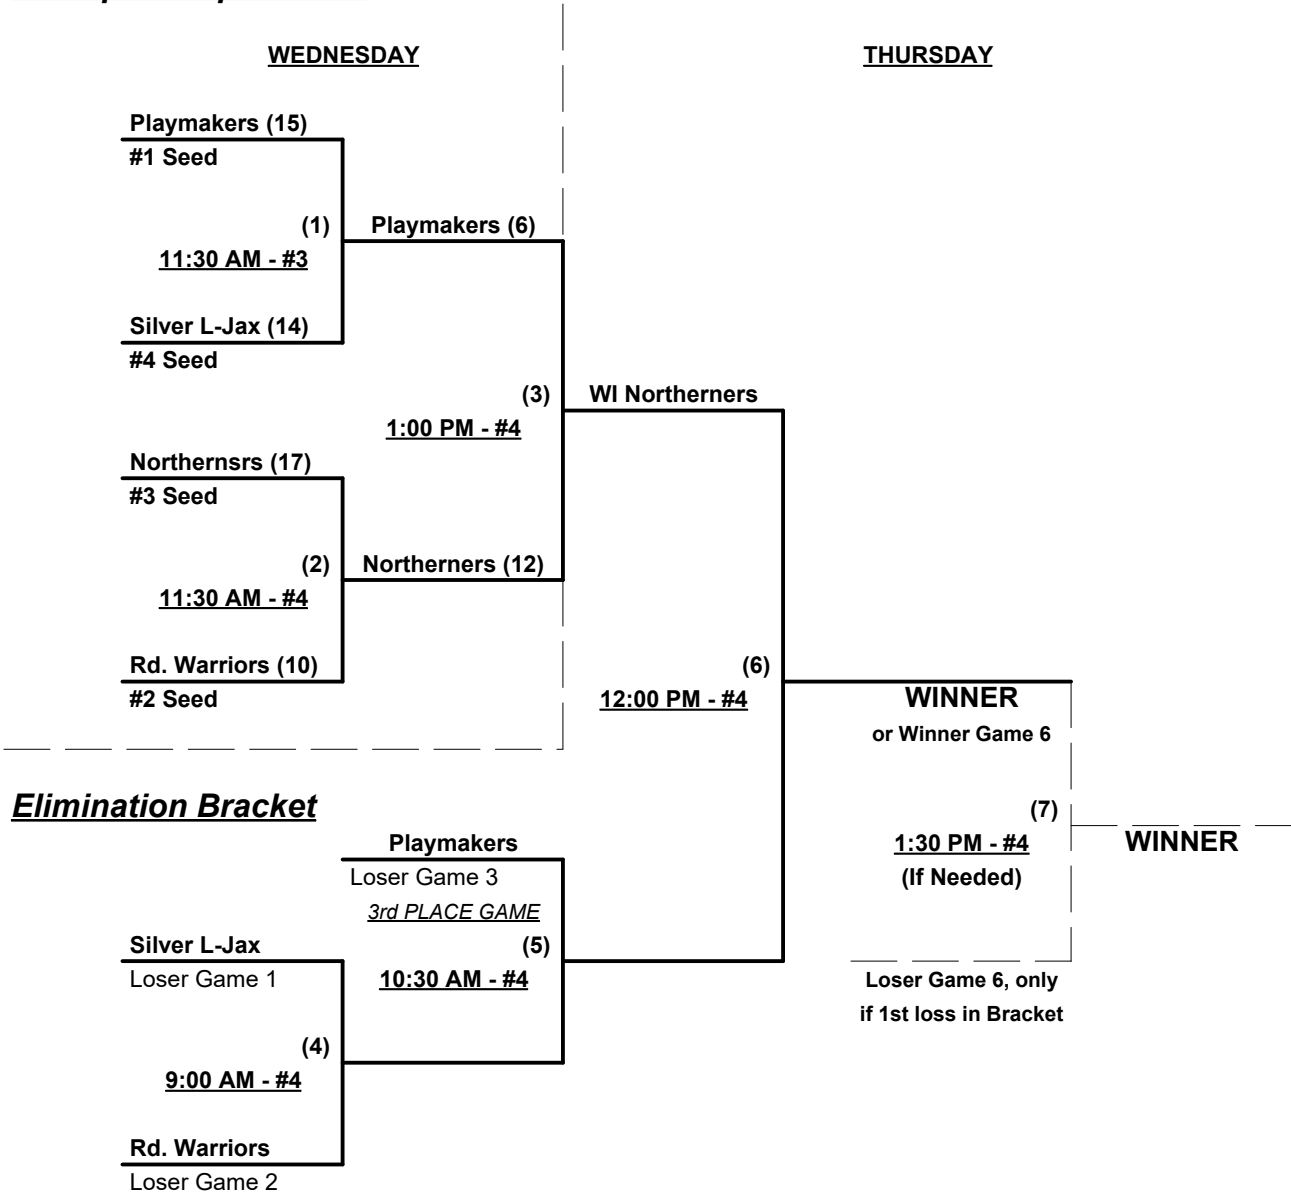 WEDNESDAY
THURSDAY
Playmakers (15)
#1 Seed
(1)
Playmakers (6)
11:30 AM - #3
Silver L-Jax (14)
#4 Seed
(3)
WI Northerners
1:00 PM - #4
Northernsrs (17)
#3 Seed
(2)
Northerners (12)
11:30 AM - #4
Rd. Warriors (10)
#2 Seed
(6)
12:00 PM - #4
WINNER
or Winner Game 6
Elimination Bracket
(7)
1:30 PM - #4
(If Needed)
WINNER
Playmakers
Loser Game 3
3rd PLACE GAME
Silver L-Jax
Loser Game 1
(5)
10:30 AM - #4
Loser Game 6, only
if 1st loss in Bracket
(4)
9:00 AM - #4
Rd. Warriors
Loser Game 2